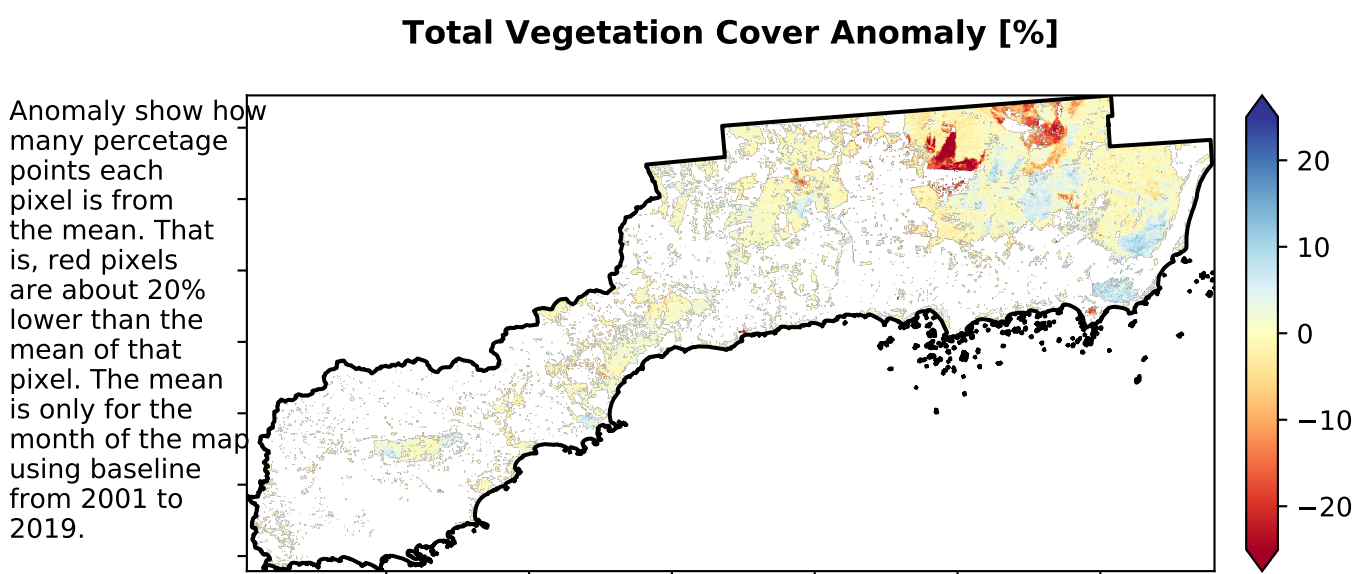 Total Vegetation Cover Anomaly [%]
Anomaly show how
many percetage
points each
pixel is from
the mean. That
is, red pixels
are about 20%
lower than the
mean of that
pixel. The mean
is only for the
month of the map
using baseline
from 2001 to
2019.
20
10
0
−10
−20